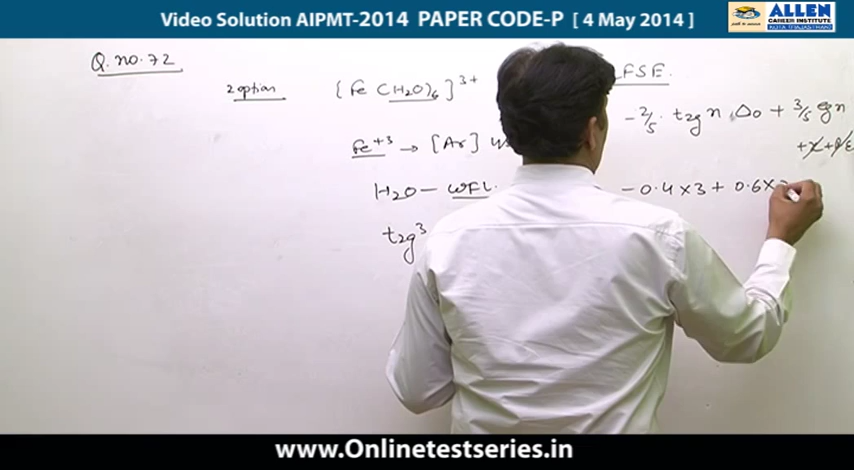 Video Solution AIPMT-2014 PAPER CODE-P [ 4 May 2014 ]
ALLEN
CAREER INSTITUTE
KOTA (RAJASTHAN)
Q. no. 72
2 option [Fe (H2O)6]3+
FSE.
-2/5 t2g n Δo + 3/5 eg n
Fe+3 → [Ar]
H2O - WFL. -0.4 x 3 + 0.6 x
t2g3
www.Onlinetestseries.in